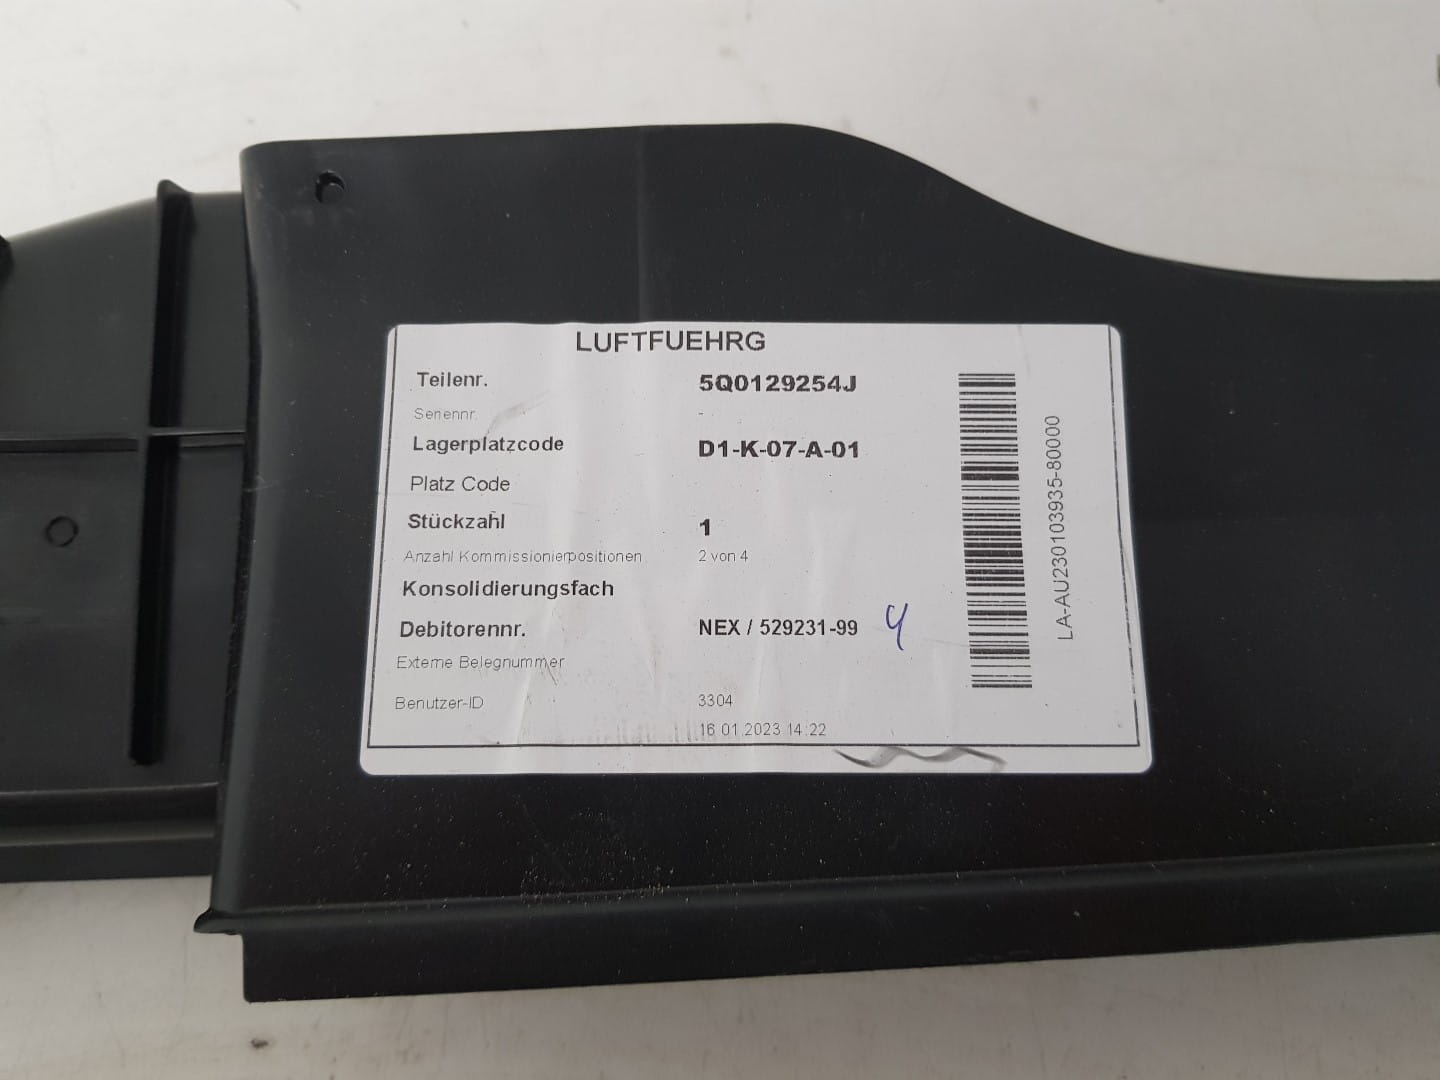 LUFTFUEHRG
Teilenr. 5Q0129254J
Seriennr. -
Lagerplatzcode D1-K-07-A-01
Platz Code
Stückzahl 1
Anzahl Kommissionierpositionen 2 von 4
Konsolidierungsfach
Debitorennr. NEX / 529231-99 4
Externe Belegnummer
Benutzer-ID 3304
16.01.2023 14:22
LA-AU230103935-80000